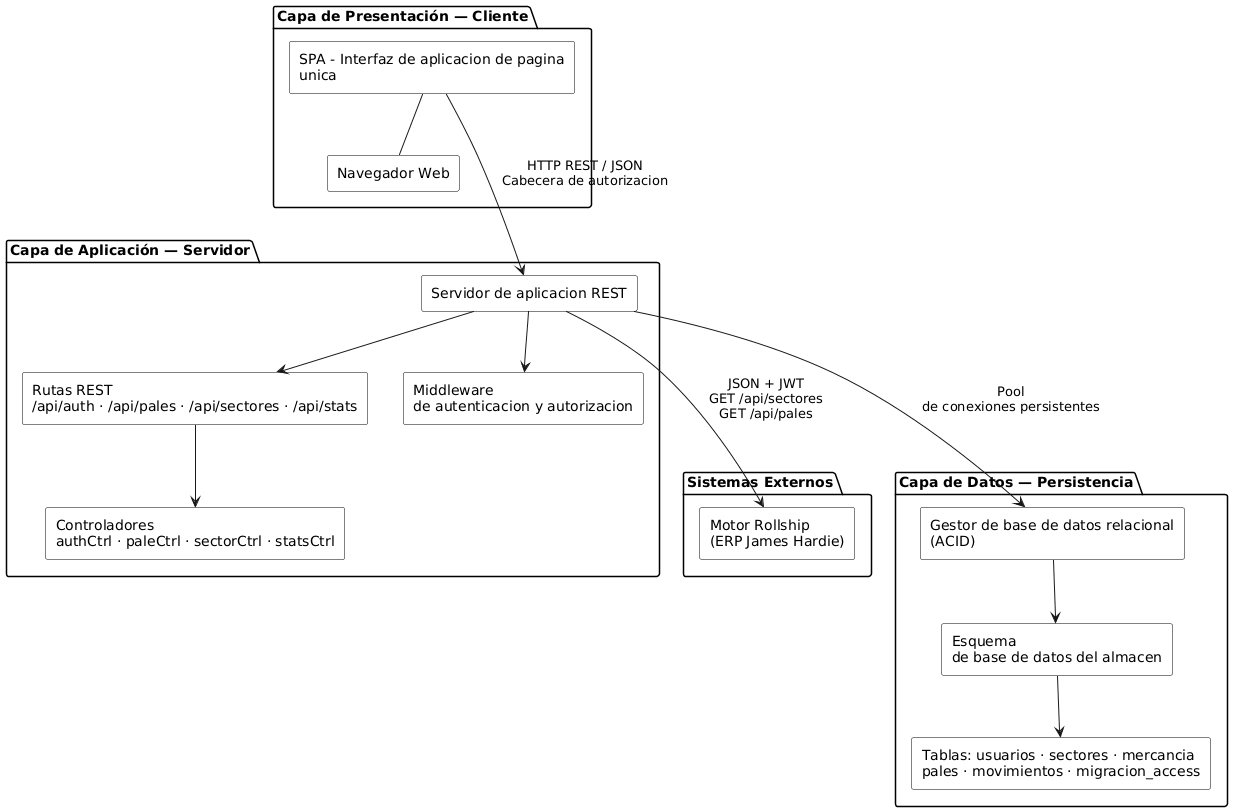 Capa de Presentación — Cliente
SPA - Interfaz de aplicacion de pagina
unica
Navegador Web
HTTP REST / JSON
Cabecera de autorizacion
Capa de Aplicación — Servidor
Servidor de aplicacion REST
Rutas REST
/api/auth · /api/pales · /api/sectores · /api/stats
Middleware
de autenticacion y autorizacion
Controladores
authCtrl · paleCtrl · sectorCtrl · statsCtrl
JSON + JWT
GET /api/sectores
GET /api/pales
Pool
de conexiones persistentes
Sistemas Externos
Motor Rollship
(ERP James Hardie)
Capa de Datos — Persistencia
Gestor de base de datos relacional
(ACID)
Esquema
de base de datos del almacen
Tablas: usuarios · sectores · mercancia
pales · movimientos · migracion_access